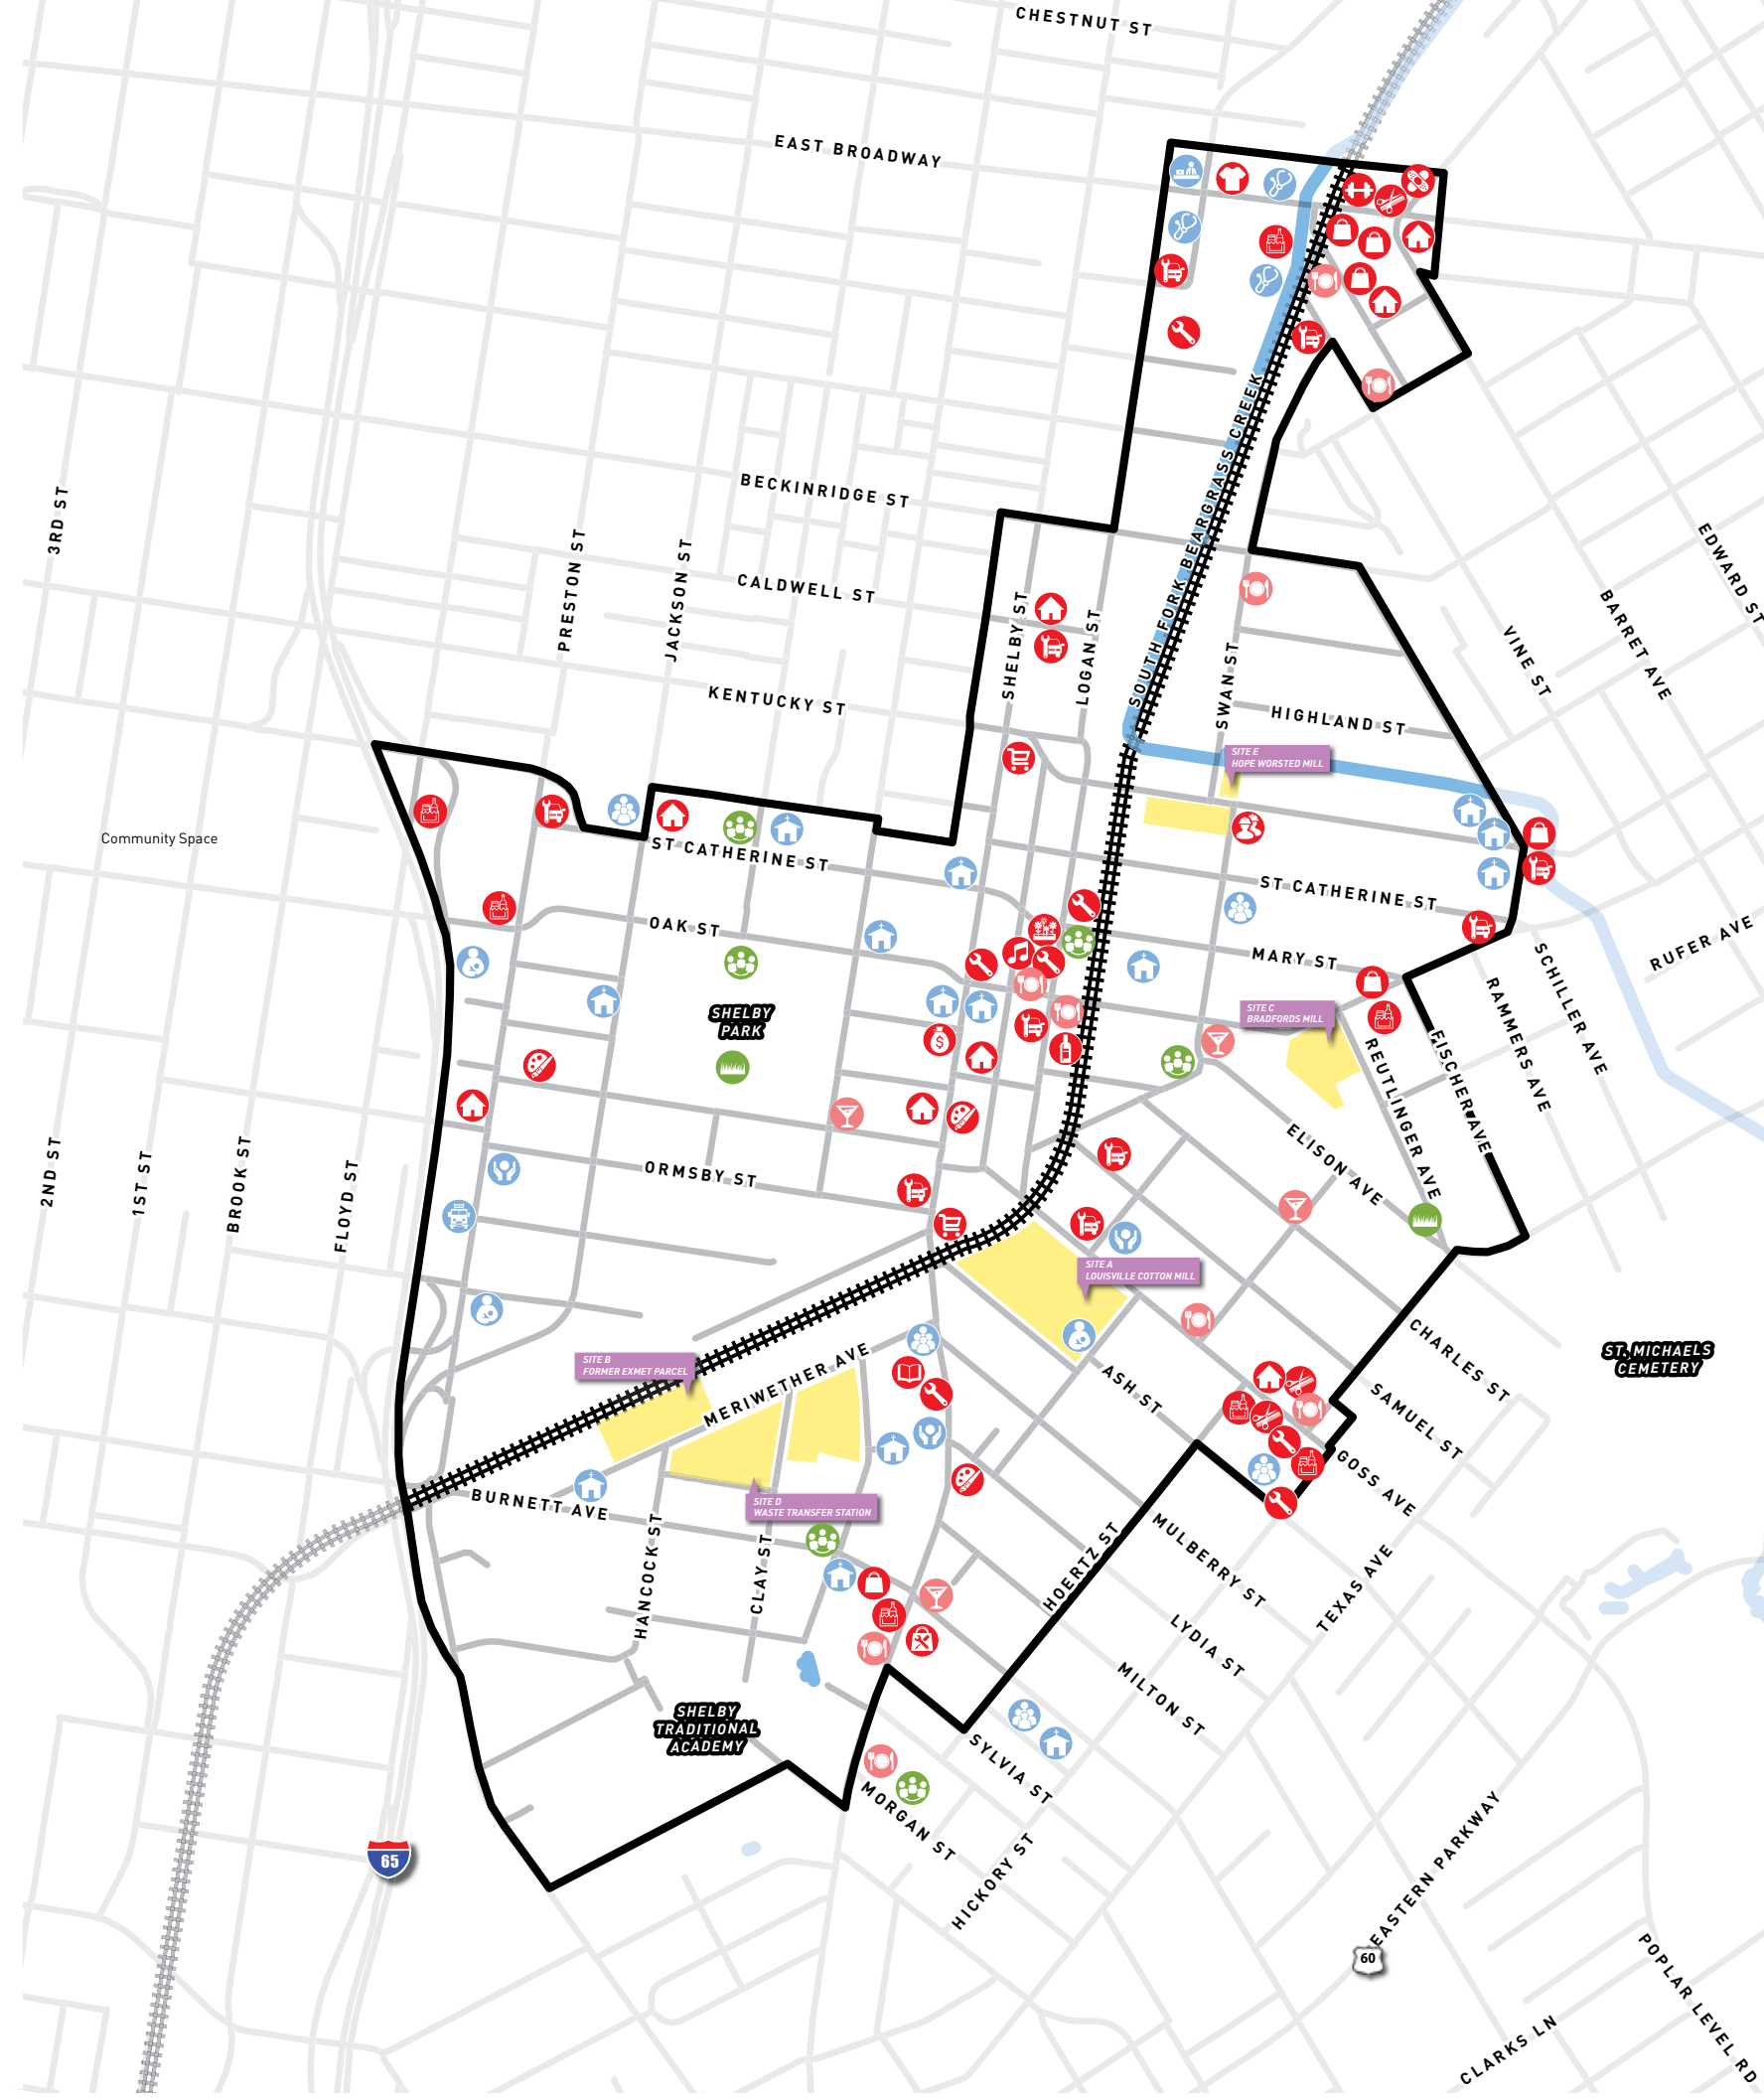 CHESTNUT ST
EAST BROADWAY
BECKINRIDGE ST
CALDWELL ST
KENTUCKY ST
3RD ST
PRESTON ST
JACKSON ST
SHELBY ST
LOGAN ST
SOUTH FORK BEARGRASS CREEK
SWAN ST
HIGHLAND ST
VINE ST
BARRET AVE
EDWARD ST
SITE E
HOPE WORSTED MILL
Community Space
ST CATHERINE ST
ST CATHERINE ST
OAK ST
MARY ST
RUFER AVE
SCHILLER AVE
RAMMERS AVE
FISCHER AVE
REUTLINGER AVE
SITE C
BRADFORDS MILL
SHELBY
PARK
$
ELISON AVE
2ND ST
1ST ST
BROOK ST
FLOYD ST
ORMSBY ST
SITE A
LOUISVILLE COTTON MILL
SITE B
FORMER EXMET PARCEL
MERIWETHER AVE
ASH ST
CHARLES ST
SAMUEL ST
GOSS AVE
ST. MICHAELS
CEMETERY
BURNETT AVE
SITE D
WASTE TRANSFER STATION
HANCOCK ST
CLAY ST
HOERTZ ST
MULBERRY ST
LYDIA ST
MILTON ST
TEXAS AVE
SHELBY
TRADITIONAL
ACADEMY
SYLVIA ST
MORGAN ST
HICKORY ST
65
60
EASTERN PARKWAY
POPLAR LEVEL RD
CLARKS LN